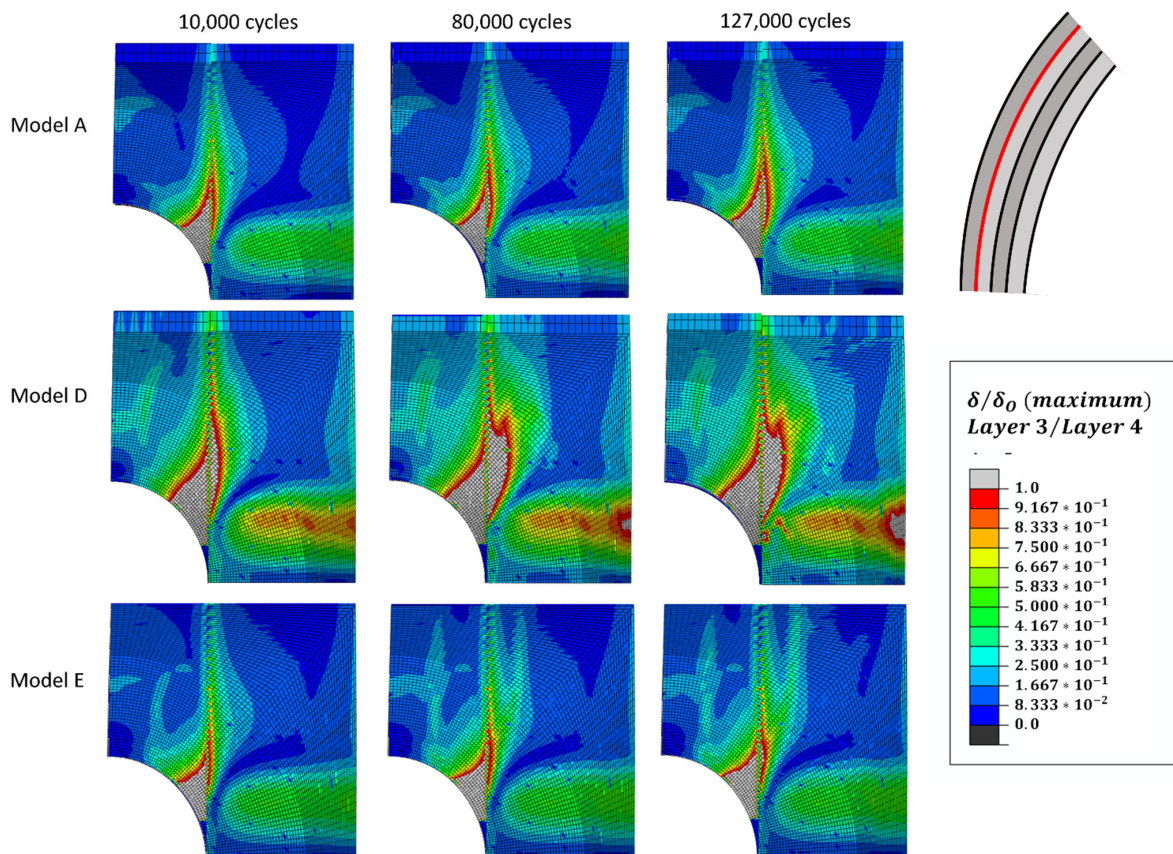 10,000 cycles
80,000 cycles
127,000 cycles
Model A
Model D
Model E
δ/δ_O (maximum)
Layer 3/Layer 4
1.0
9.167 * 10⁻¹
8.333 * 10⁻¹
7.500 * 10⁻¹
6.667 * 10⁻¹
5.833 * 10⁻¹
5.000 * 10⁻¹
4.167 * 10⁻¹
3.333 * 10⁻¹
2.500 * 10⁻¹
1.667 * 10⁻¹
8.333 * 10⁻²
0.0